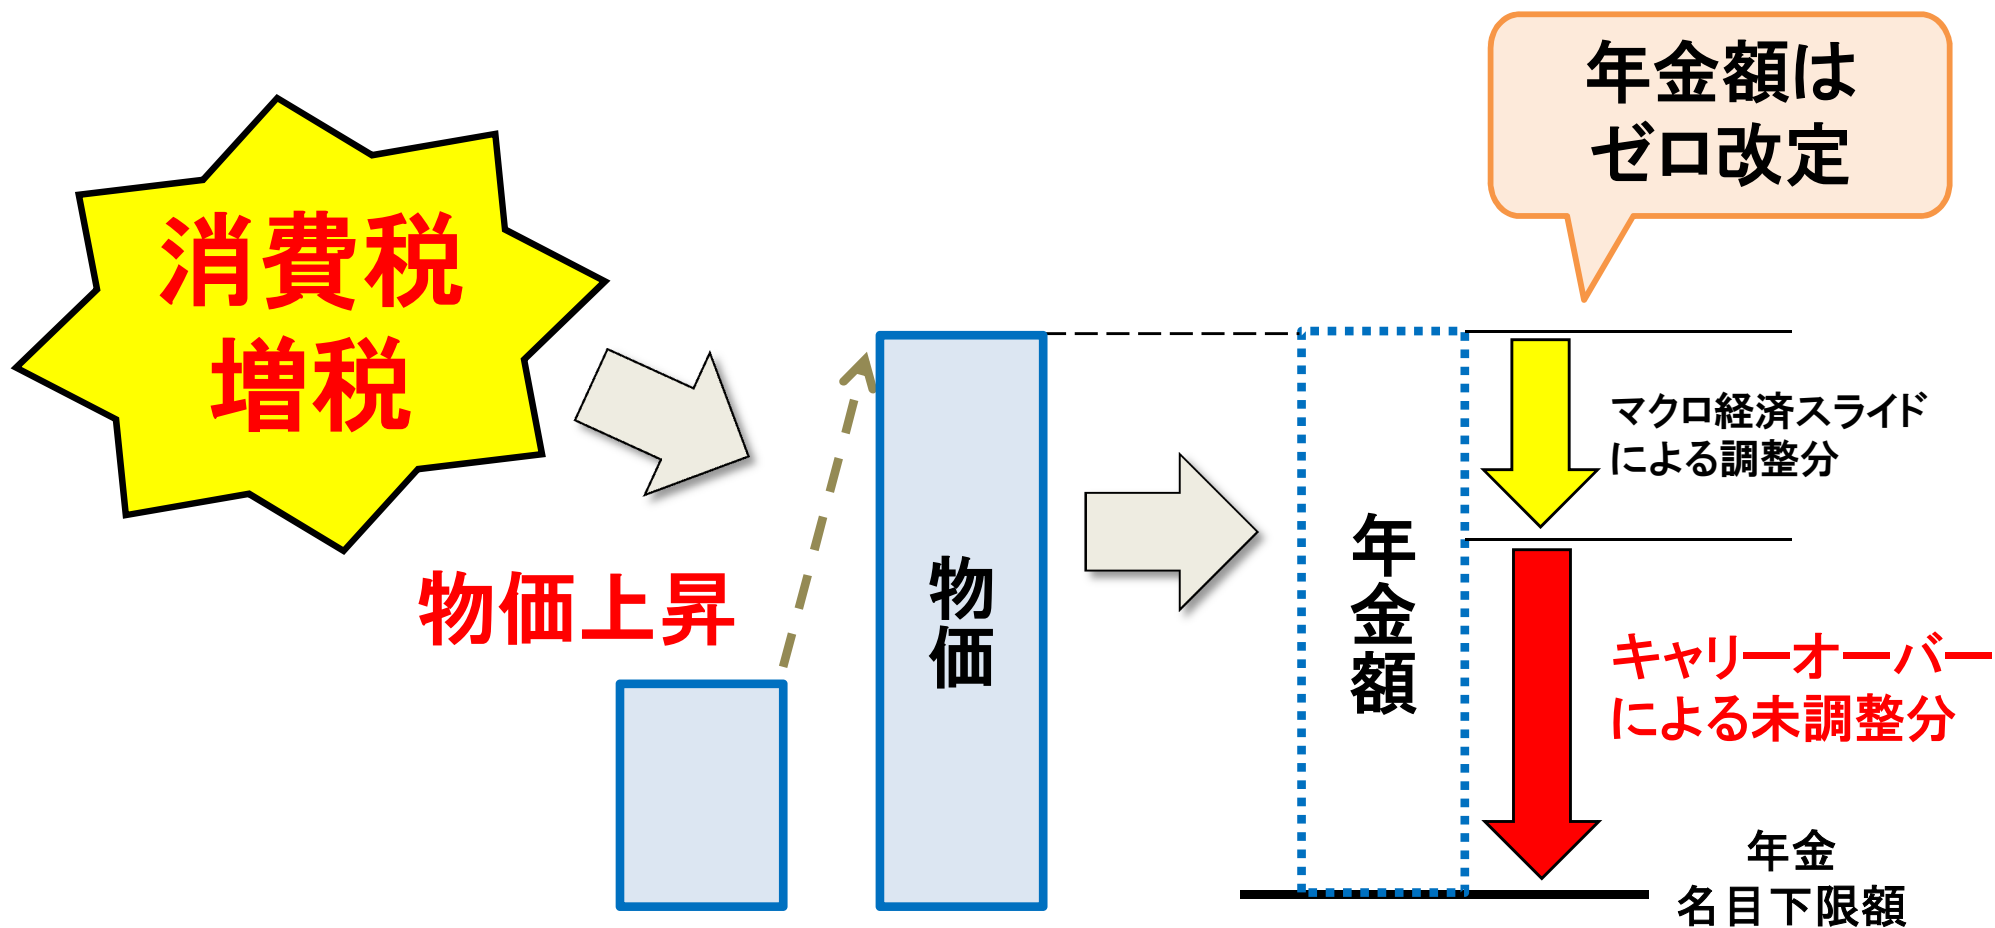 消費税
増税
物価上昇
物価
年金額
年金額は
ゼロ改定
マクロ経済スライド
による調整分
キャリーオーバー
による未調整分
年金
名目下限額